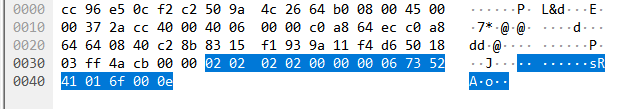 0000 cc 96 e5 0c f2 c2 50 9a 4c 26 64 b0 08 00 45 00 ······P· L&d···E·
0010 00 37 2a cc 40 00 40 06 00 00 c0 a8 64 ec c0 a8 ·7*·@·@· ····d···
0020 64 64 08 40 c2 8b 83 15 f1 93 9a 11 f4 d6 50 18 dd·@···· ······P·
0030 03 ff 4a cb 00 00 02 02 02 02 00 00 00 06 73 52 ··J····· ······sR
0040 41 01 6f 00 0e A·o··